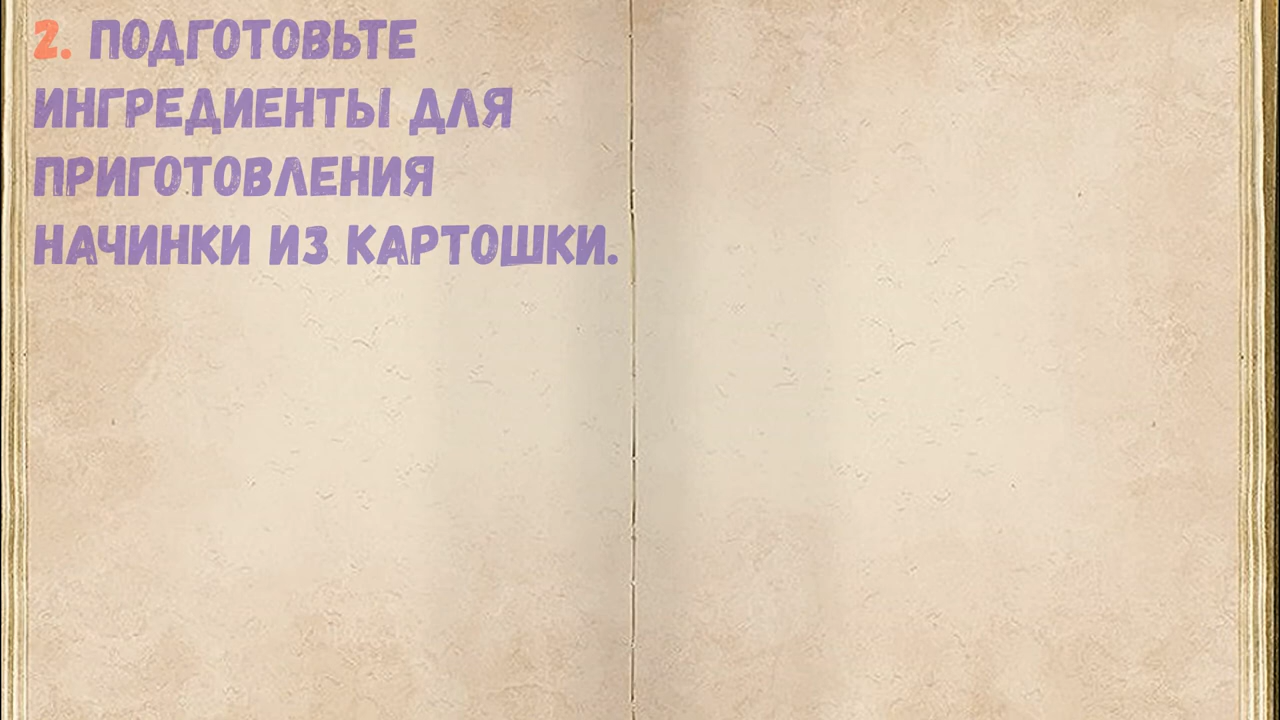 2. ПОДГОТОВЬТЕ
ИНГРЕДИЕНТЫ ДЛЯ
ПРИГОТОВЛЕНИЯ
НАЧИНКИ ИЗ КАРТОШКИ.